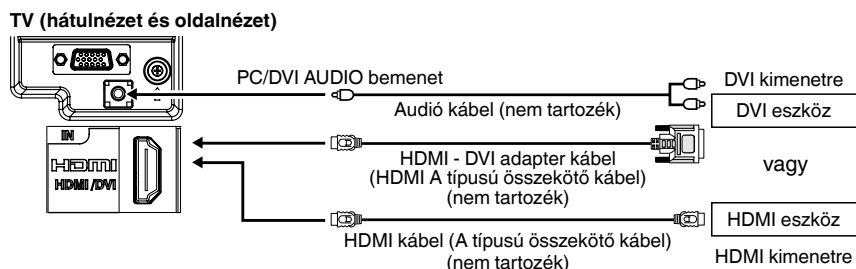 TV (hátulnézet és oldalnézet)
PC/DVI AUDIO bemenet
Audió kábel (nem tartozék)
DVI kimenetre
DVI eszköz
IN
HDMI
HDMI /DVI
HDMI - DVI adapter kábel
(HDMI A típusú összekötő kábel)
(nem tartozék)
vagy
HDMI kábel (A típusú összekötő kábel)
(nem tartozék)
HDMI eszköz
HDMI kimenetre